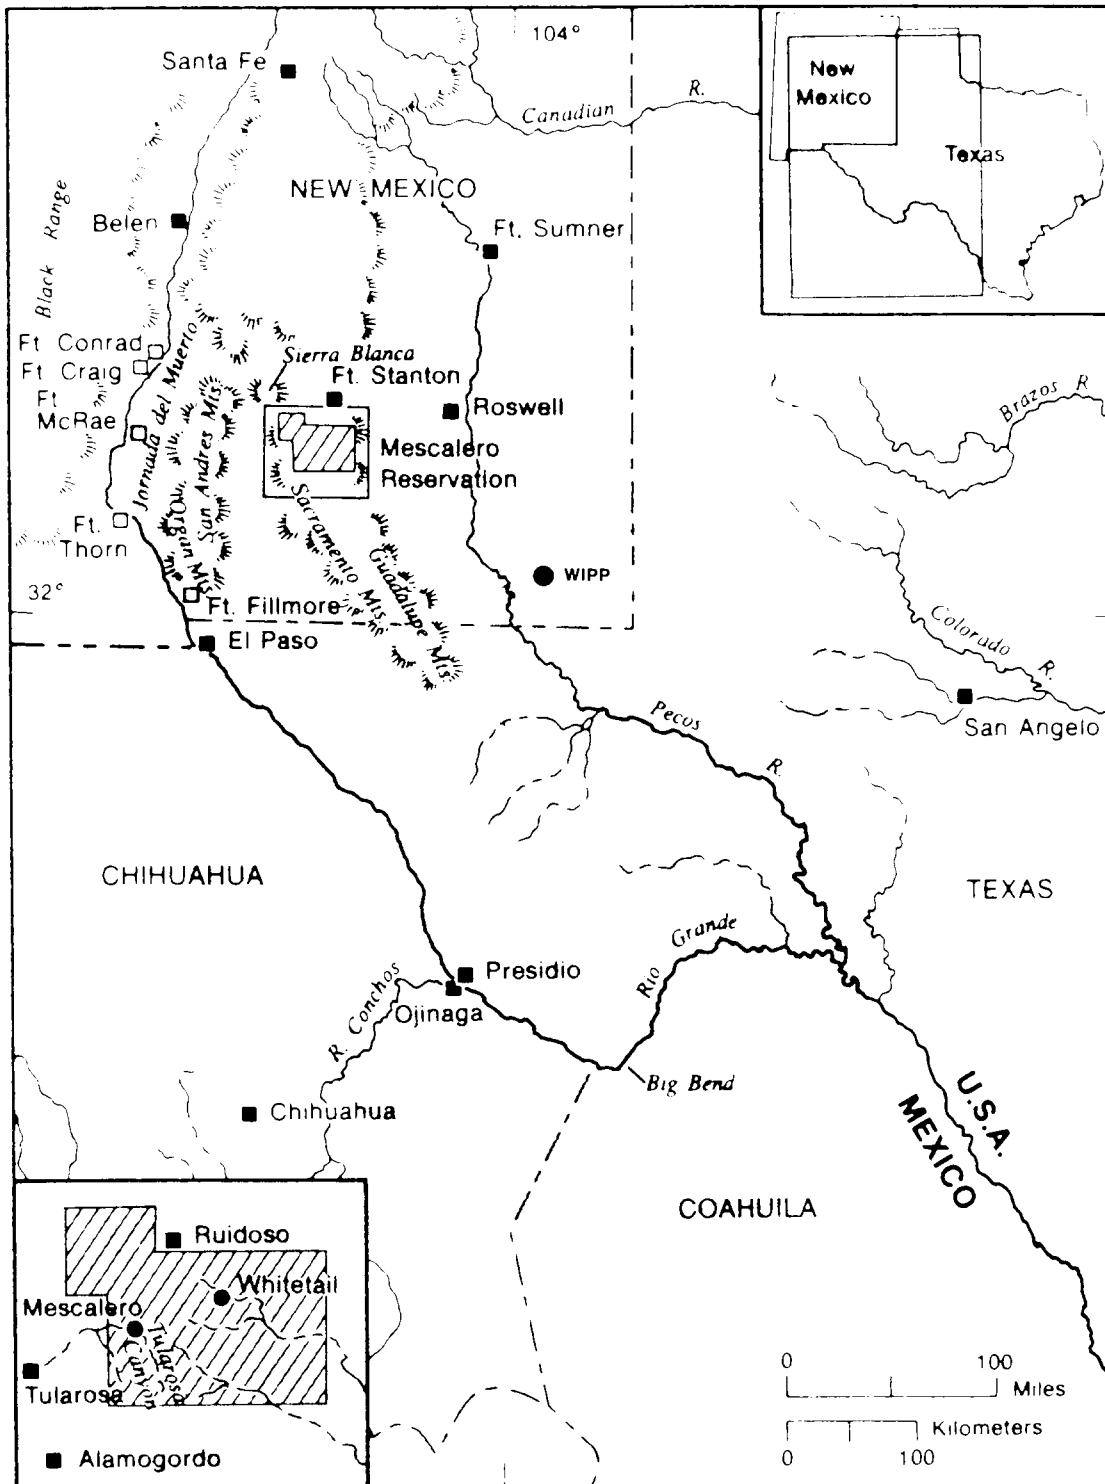 104°
Santa Fe
Canadian
R.
New
Mexico
Texas
NEW MEXICO
Black Range
Belen
Ft. Sumner
Ft Conrad
Ft Craig
Ft
McRae
Jornada del Muerto
Sierra Blanca
Ft. Stanton
Roswell
Brazos R
San Andres Mts.
Organ Mts
Mescalero
Reservation
Ft.
Thorn
Sacramento Mts.
Guadalupe Mts.
WIPP
32°
Ft. Fillmore
El Paso
Colorado
R.
San Angelo
Pecos
R.
CHIHUAHUA
TEXAS
Rio Grande
Presidio
Ojinaga
R. Conchos
Big Bend
Chihuahua
U.S.A.
MEXICO
COAHUILA
Ruidoso
Whitetail
Mescalero
Tularosa
Canyon
Tularosa
Alamogordo
0 100
Miles
Kilometers
0 100